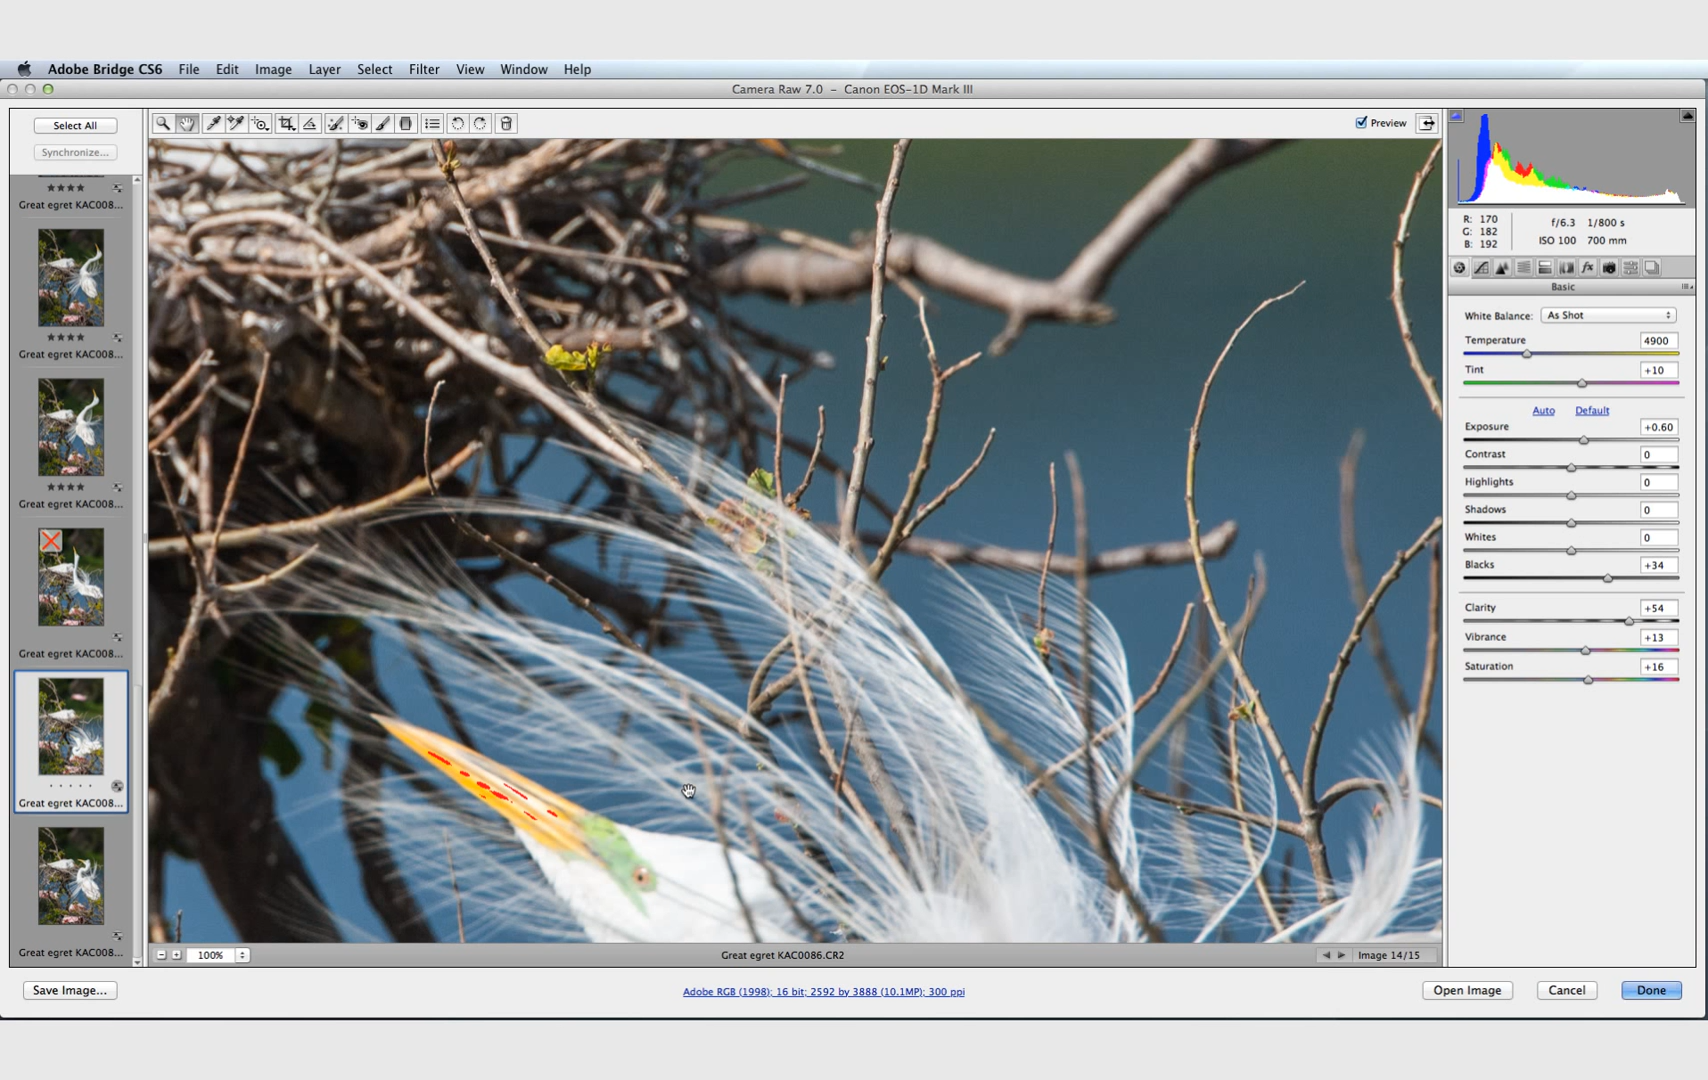 Adobe Bridge CS6 File Edit Image Layer Select Filter View Window Help
Camera Raw 7.0 – Canon EOS-1D Mark III
Select All
Synchronize...
★★★★
Great egret KAC008...
★★★★
Great egret KAC008...
★★★★
Great egret KAC008...
Great egret KAC008...
Great egret KAC008...
Great egret KAC008...
Preview
R: 170
G: 182
B: 192
f/6.3 1/800 s
ISO 100 700 mm
fx
Basic
White Balance: As Shot
Temperature 4900
Tint +10
Auto Default
Exposure +0.60
Contrast 0
Highlights 0
Shadows 0
Whites 0
Blacks +34
Clarity +54
Vibrance +13
Saturation +16
100%
Great egret KAC0086.CR2
Image 14/15
Save Image...
Adobe RGB (1998); 16 bit; 2592 by 3888 (10.1MP); 300 ppi
Open Image
Cancel
Done